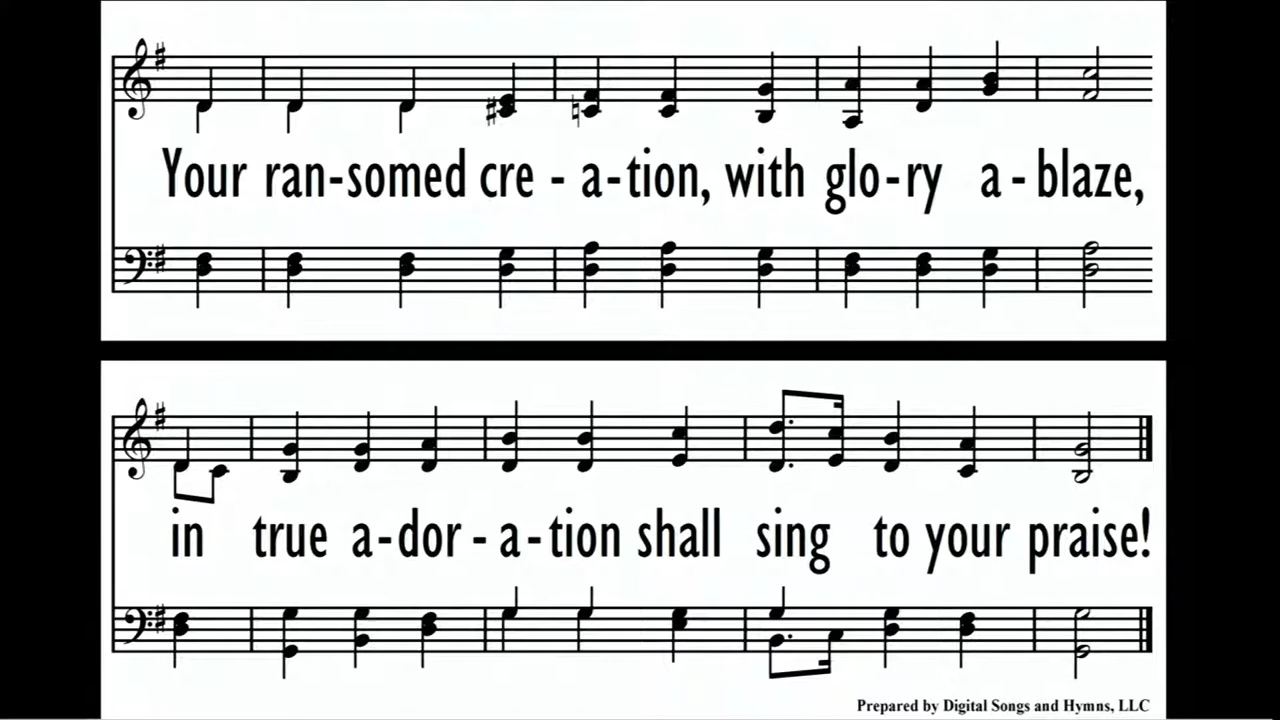 Your ran-somed cre - a-tion, with glo-ry a - blaze,
in true a-dor - a-tion shall sing to your praise!
Prepared by Digital Songs and Hymns, LLC